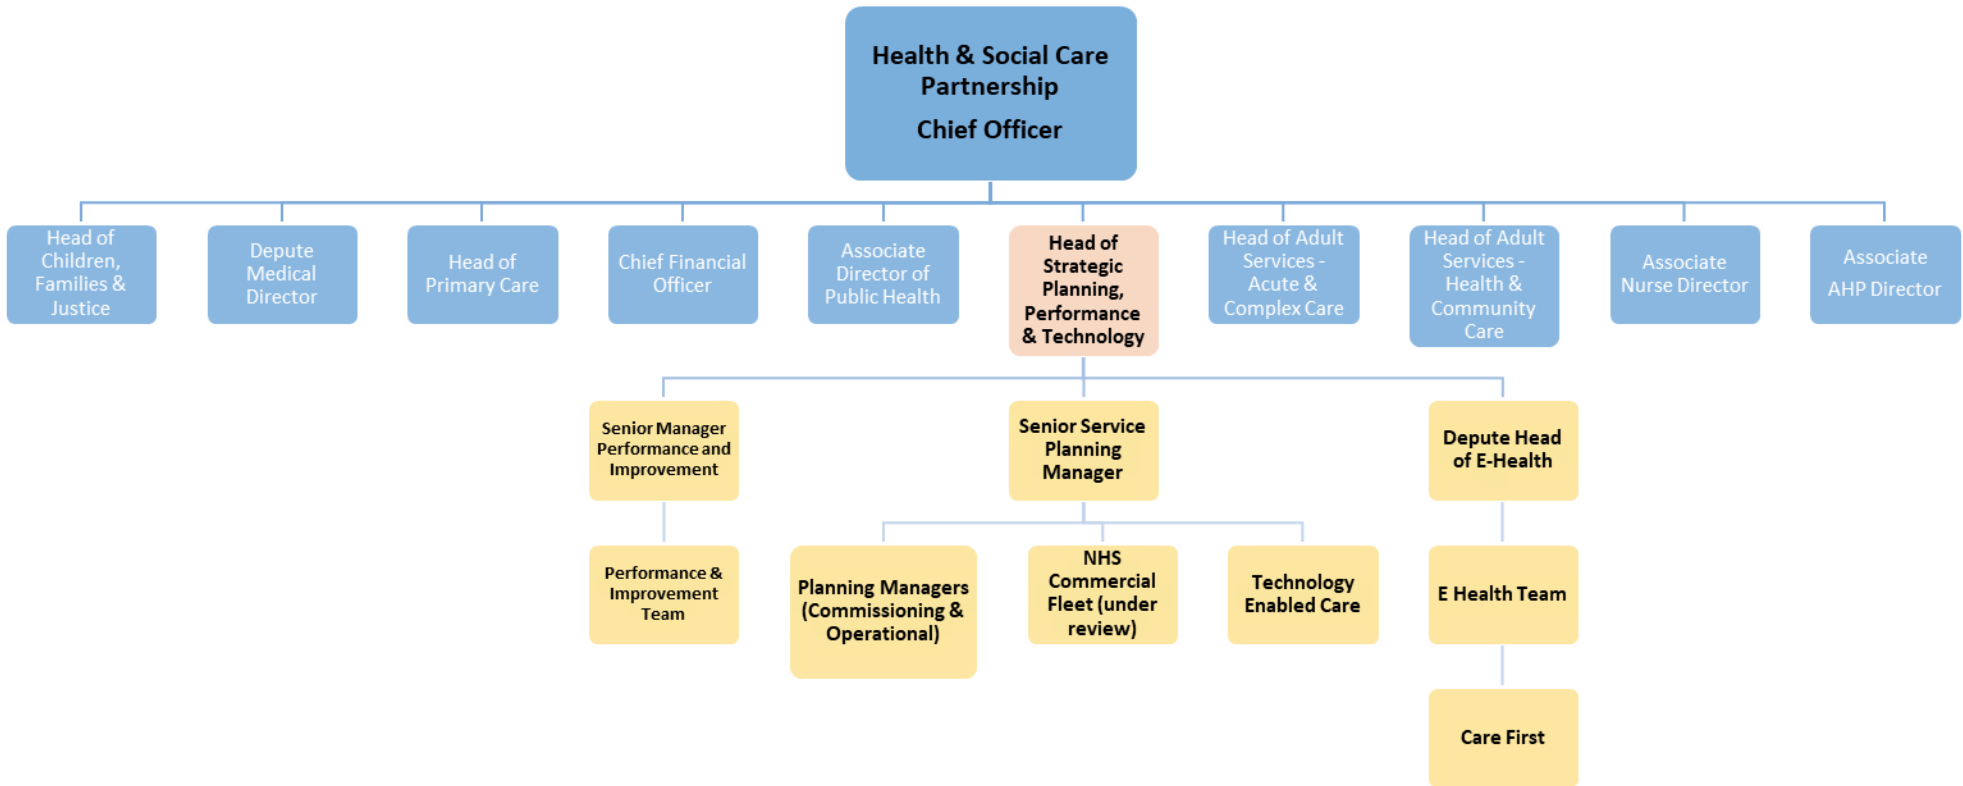 Health & Social Care
Partnership
Chief Officer
Head of
Children,
Families &
Justice
Depute
Medical
Director
Head of
Primary Care
Chief Financial
Officer
Associate
Director of
Public Health
Head of
Strategic
Planning,
Performance
& Technology
Head of Adult
Services -
Acute &
Complex Care
Head of Adult
Services -
Health &
Community
Care
Associate
Nurse Director
Associate
AHP Director
Senior Manager
Performance and
Improvement
Senior Service
Planning
Manager
Depute Head
of E-Health
Performance &
Improvement
Team
Planning Managers
(Commissioning &
Operational)
NHS
Commercial
Fleet (under
review)
Technology
Enabled Care
E Health Team
Care First